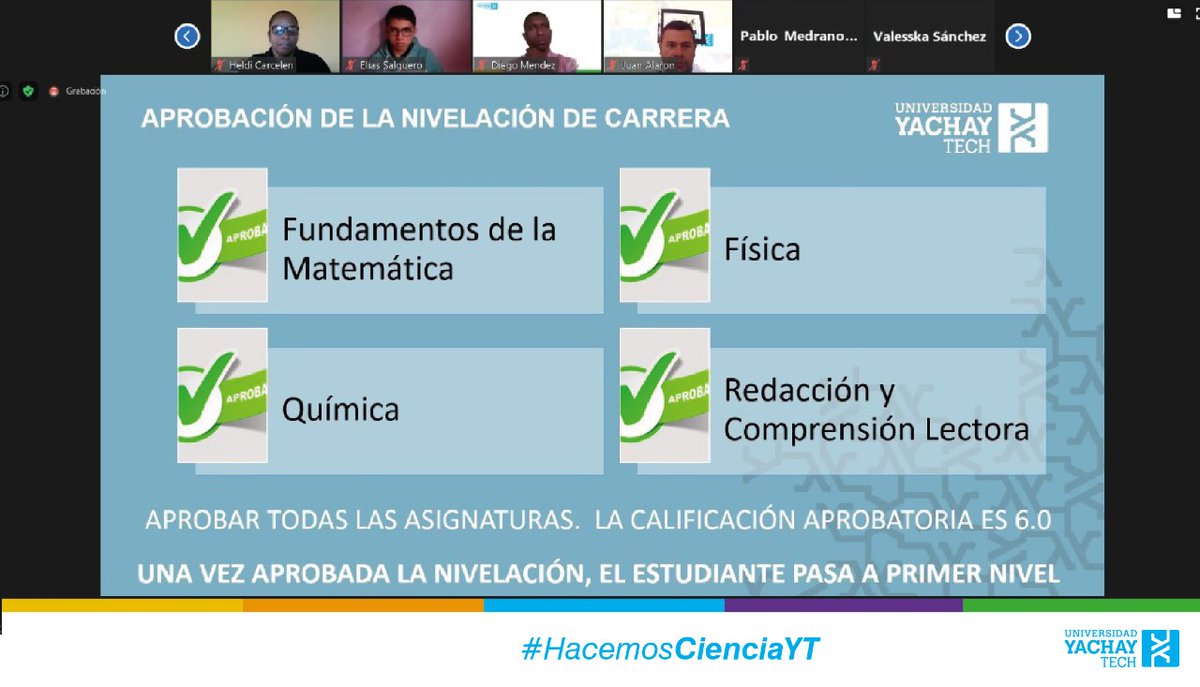 Heidi Carcelen
Elías Salguero
Diego Mendez
Juan Alarcon
Pablo Medrano...
Valesska Sánchez
Grabación
APROBACIÓN DE LA NIVELACIÓN DE CARRERA
UNIVERSIDAD
YACHAY
TECH
APROBA
Fundamentos de la
Matemática
APROBA
Física
APROBA
Química
APROBA
Redacción y
Comprensión Lectora
APROBAR TODAS LAS ASIGNATURAS. LA CALIFICACIÓN APROBATORIA ES 6.0
UNA VEZ APROBADA LA NIVELACIÓN, EL ESTUDIANTE PASA A PRIMER NIVEL
#HacemosCienciaYT
UNIVERSIDAD
YACHAY
TECH